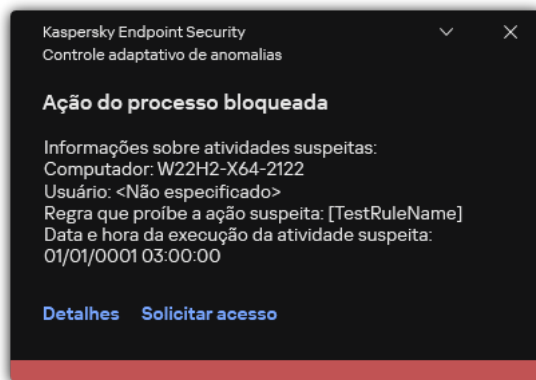 Kaspersky Endpoint Security
Controle adaptativo de anomalias
Ação do processo bloqueada
Informações sobre atividades suspeitas:
Computador: W22H2-X64-2122
Usuário: <Não especificado>
Regra que proíbe a ação suspeita: [TestRuleName]
Data e hora da execução da atividade suspeita:
01/01/0001 03:00:00
Detalhes Solicitar acesso